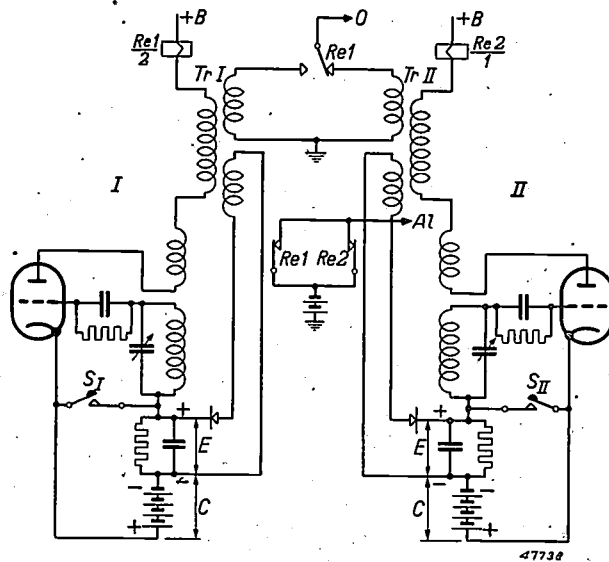 +B O +B
Re1/2 Re1 Re2/1
Tr I Tr II
I II
Al
Re1 Re2
S_I S_II
+ +
E E
- -
- -
C C
+ +
47738